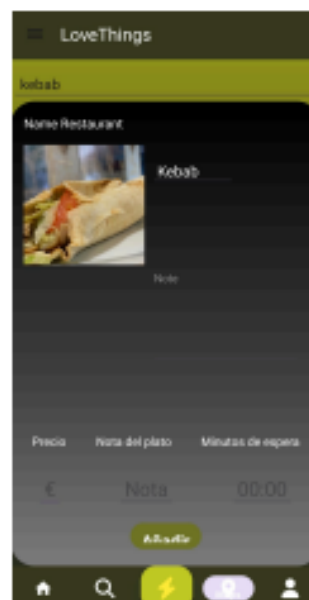 LoveThings
kebab
Name Restaurant
Kebab
Note
Precio Nota del plato Minutos de espera
€ Nota 00:00
Añadir